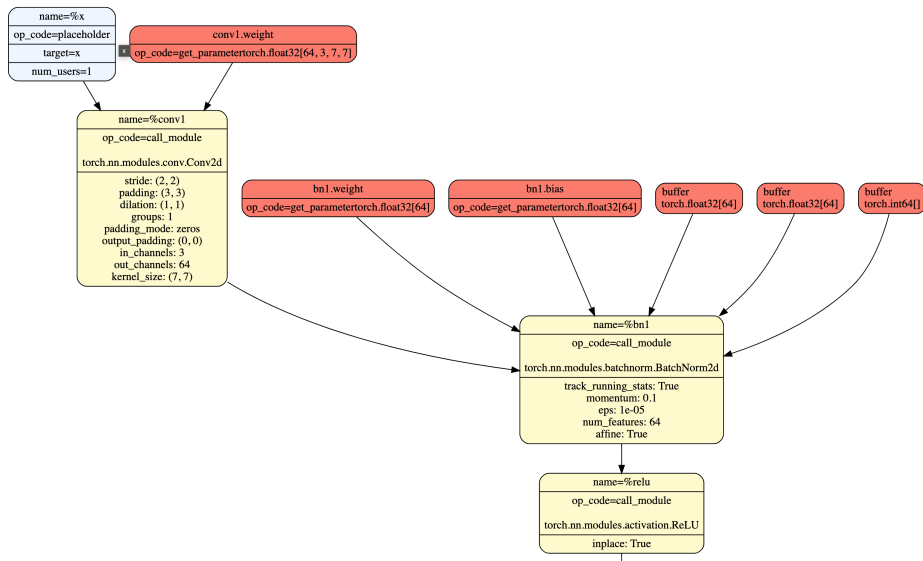 name=%x
op_code=placeholder
target=x
num_users=1
x
conv1.weight
op_code=get_parametertorch.float32[64, 3, 7, 7]
name=%conv1
op_code=call_module
torch.nn.modules.conv.Conv2d
stride: (2, 2)
padding: (3, 3)
dilation: (1, 1)
groups: 1
padding_mode: zeros
output_padding: (0, 0)
in_channels: 3
out_channels: 64
kernel_size: (7, 7)
bn1.weight
op_code=get_parametertorch.float32[64]
bn1.bias
op_code=get_parametertorch.float32[64]
buffer
torch.float32[64]
buffer
torch.float32[64]
buffer
torch.int64[]
name=%bn1
op_code=call_module
torch.nn.modules.batchnorm.BatchNorm2d
track_running_stats: True
momentum: 0.1
eps: 1e-05
num_features: 64
affine: True
name=%relu
op_code=call_module
torch.nn.modules.activation.ReLU
inplace: True